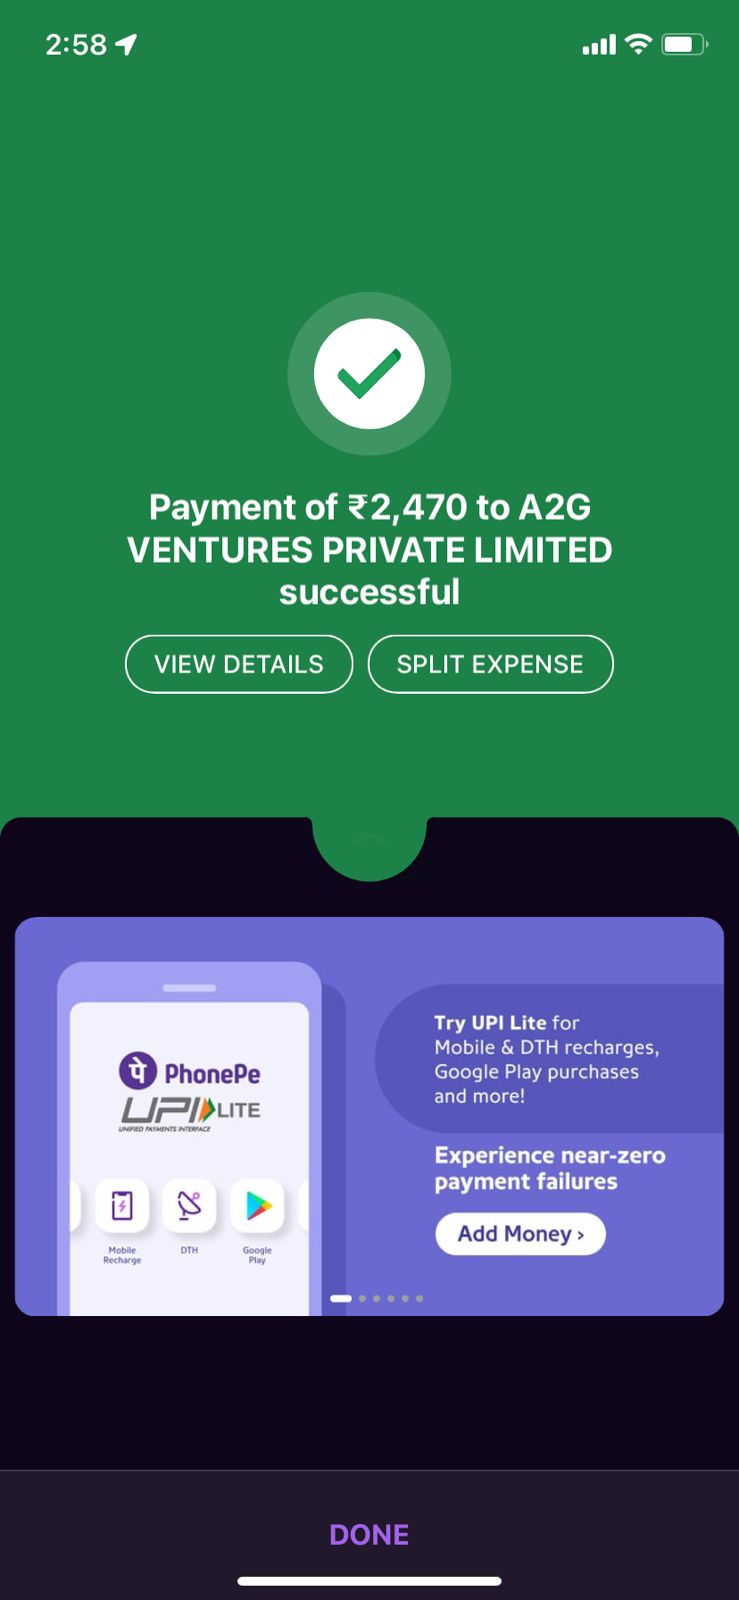 2:58
Payment of ₹2,470 to A2G
VENTURES PRIVATE LIMITED
successful
VIEW DETAILS
SPLIT EXPENSE
पे PhonePe
UPI LITE
UNIFIED PAYMENTS INTERFACE
Mobile
Recharge
DTH
Google
Play
Try UPI Lite for
Mobile & DTH recharges,
Google Play purchases
and more!
Experience near-zero
payment failures
Add Money ›
DONE